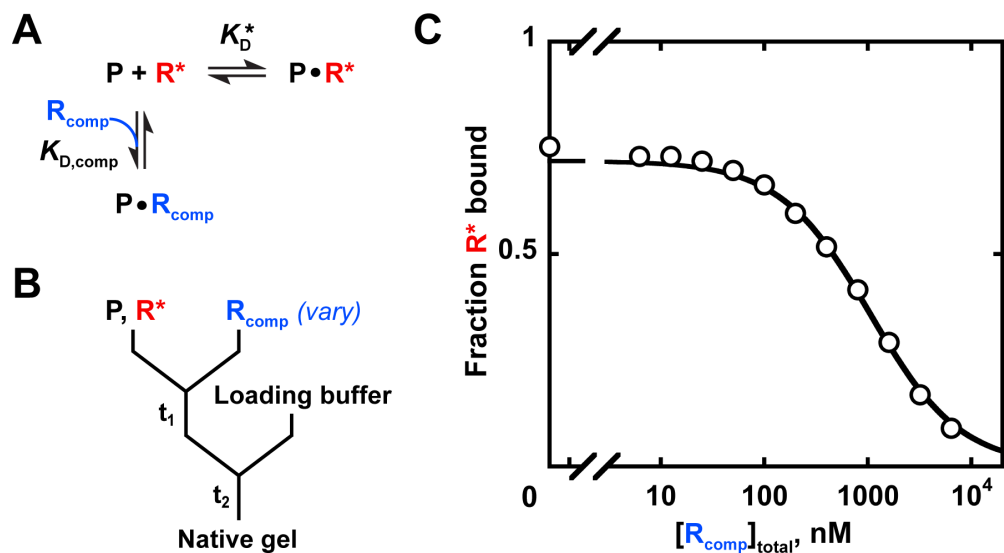 A
K*D
P + R* P•R*
Rcomp
KD,comp
P•Rcomp
B
P, R* Rcomp (vary)
Loading buffer
t1
t2
Native gel
C
1
0.5
Fraction R* bound
0 10 100 1000 10^4
[Rcomp]total, nM